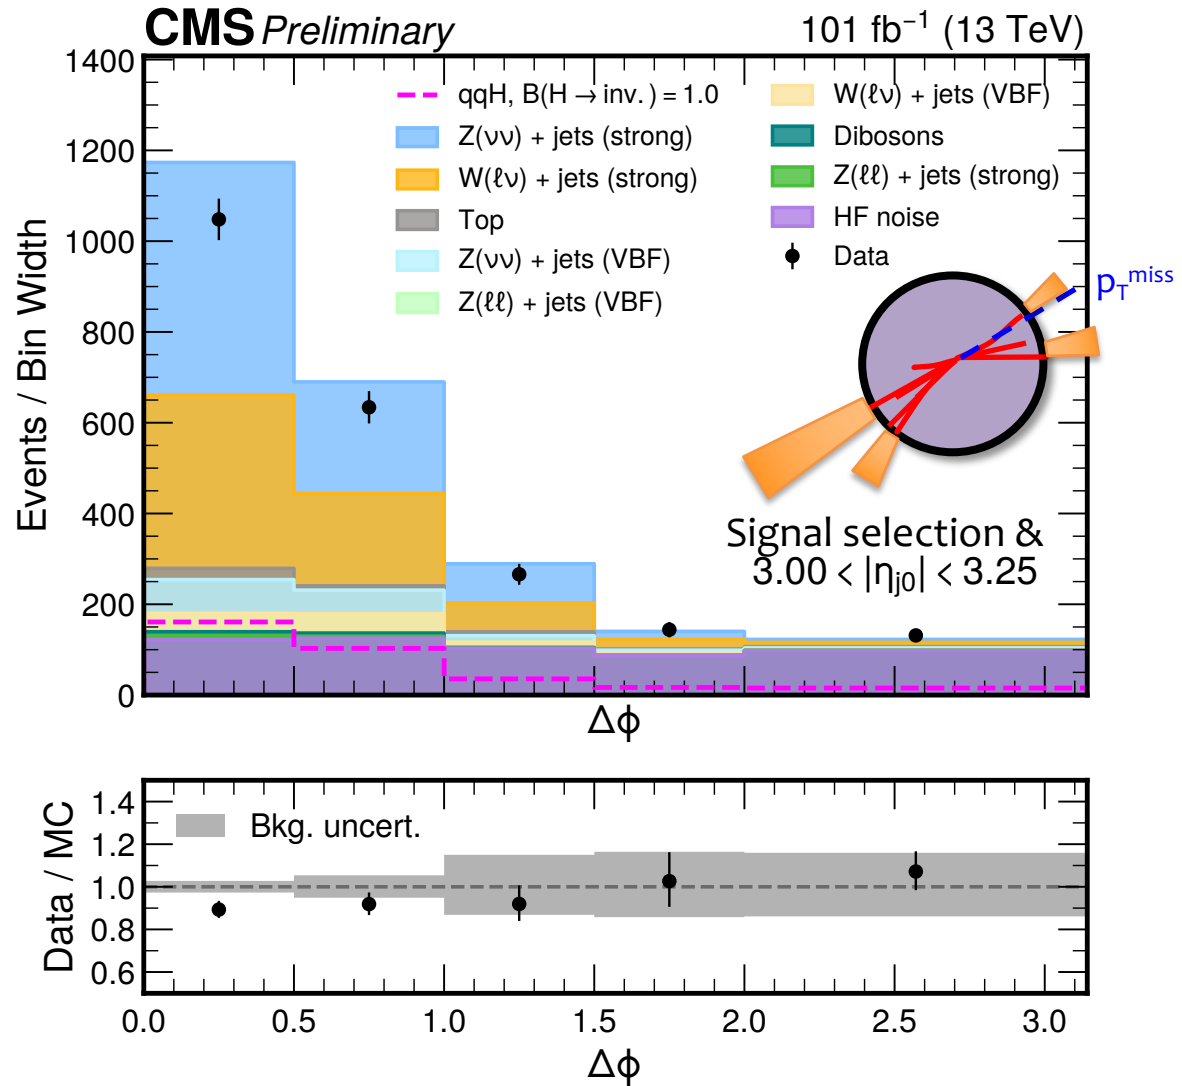 CMS Preliminary 101 fb⁻¹ (13 TeV)
1400
1200
1000
800
600
400
200
0
Events / Bin Width
qqH, B(H → inv.) = 1.0
Z(νν) + jets (strong)
W(ℓν) + jets (strong)
Top
Z(νν) + jets (VBF)
Z(ℓℓ) + jets (VBF)
W(ℓν) + jets (VBF)
Dibosons
Z(ℓℓ) + jets (strong)
HF noise
Data
p_T^miss
Signal selection &
3.00 < |η_j0| < 3.25
Δϕ
1.4
1.2
1.0
0.8
0.6
Data / MC
Bkg. uncert.
0.0 0.5 1.0 1.5 2.0 2.5 3.0
Δϕ